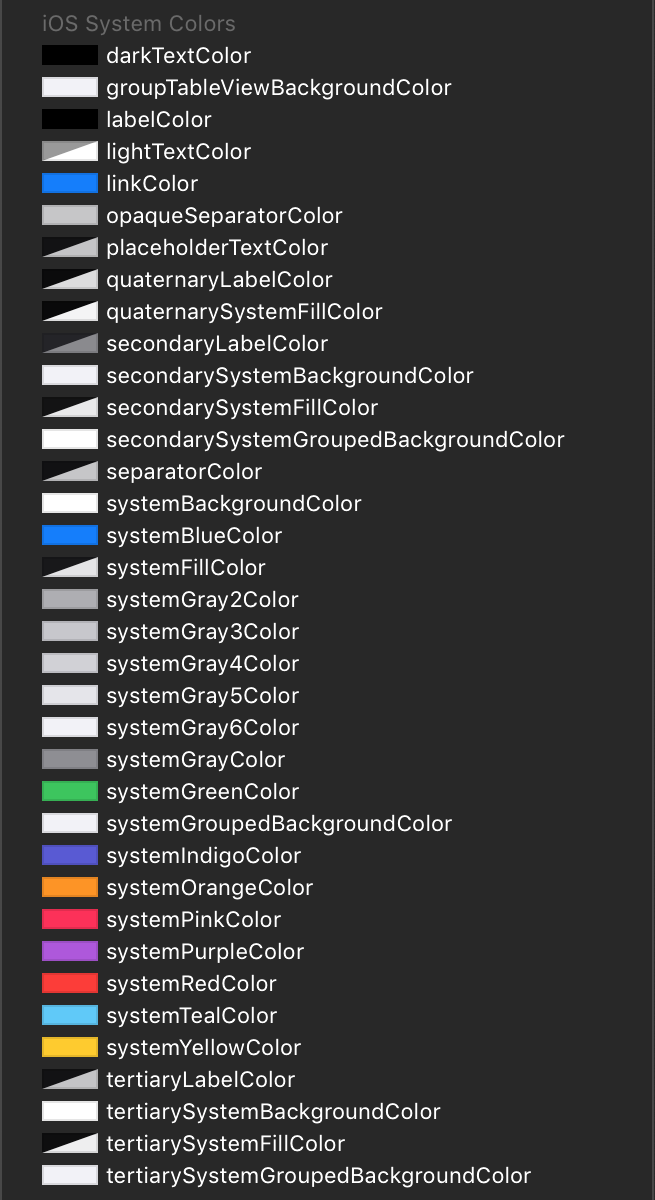 iOS System Colors
darkTextColor
groupTableViewBackgroundColor
labelColor
lightTextColor
linkColor
opaqueSeparatorColor
placeholderTextColor
quaternaryLabelColor
quaternarySystemFillColor
secondaryLabelColor
secondarySystemBackgroundColor
secondarySystemFillColor
secondarySystemGroupedBackgroundColor
separatorColor
systemBackgroundColor
systemBlueColor
systemFillColor
systemGray2Color
systemGray3Color
systemGray4Color
systemGray5Color
systemGray6Color
systemGrayColor
systemGreenColor
systemGroupedBackgroundColor
systemIndigoColor
systemOrangeColor
systemPinkColor
systemPurpleColor
systemRedColor
systemTealColor
systemYellowColor
tertiaryLabelColor
tertiarySystemBackgroundColor
tertiarySystemFillColor
tertiarySystemGroupedBackgroundColor